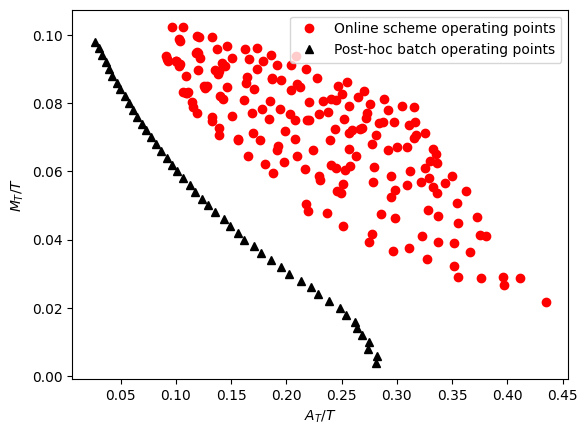 Online scheme operating points
Post-hoc batch operating points
0.10
0.08
0.06
0.04
0.02
0.00
M_T/T
0.05 0.10 0.15 0.20 0.25 0.30 0.35 0.40 0.45
A_T/T